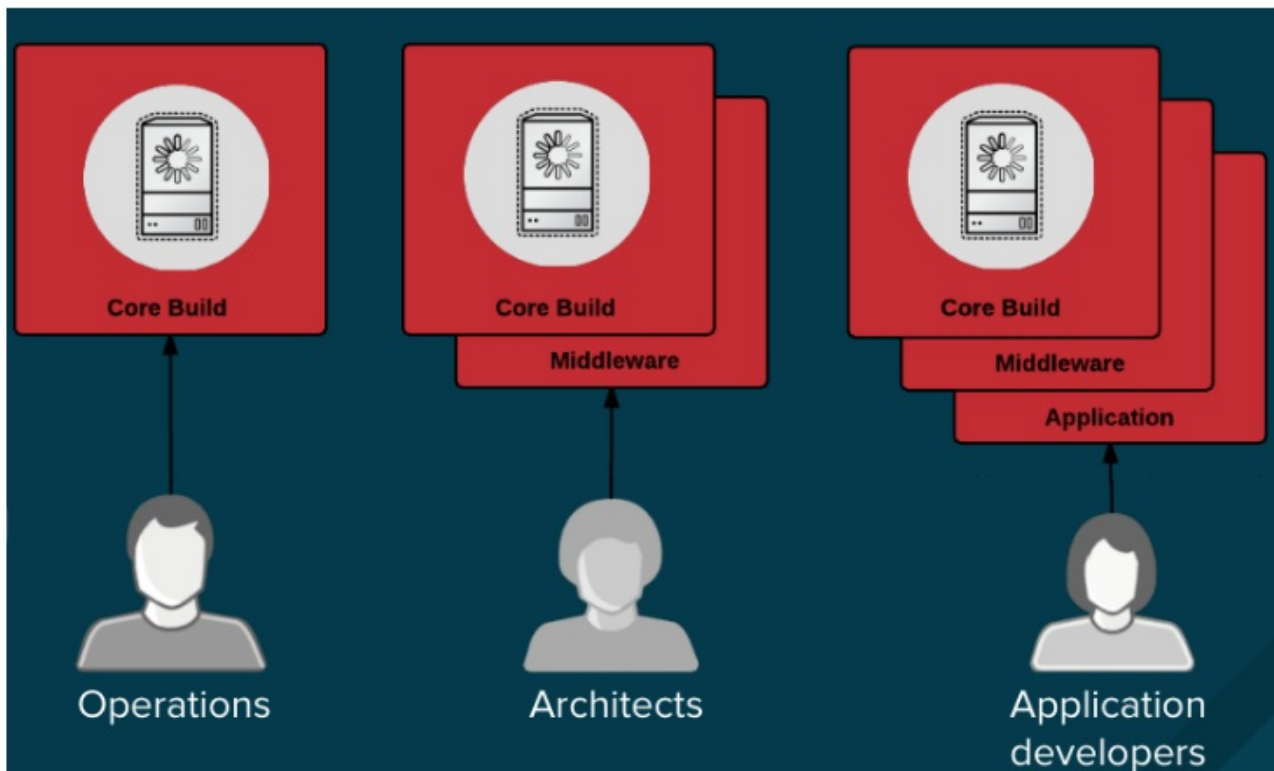 Core Build
Core Build
Middleware
Core Build
Middleware
Application
Operations
Architects
Application
developers